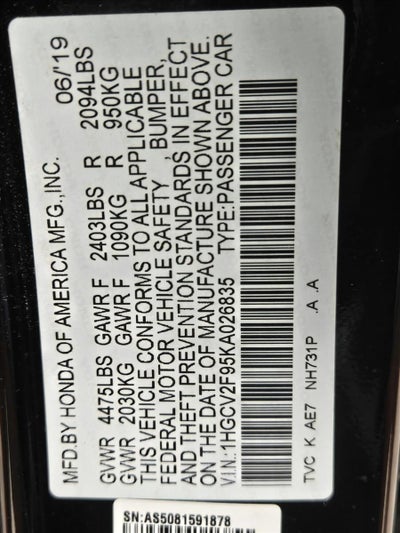 MFD.BY HONDA OF AMERICA MFG.,INC. 06/'19
GVWR 4475LBS GAWR F 2403LBS R 2094LBS
GVWR 2030KG GAWR F 1090KG R 950KG
THIS VEHICLE CONFORMS TO ALL APPLICABLE
FEDERAL MOTOR VEHICLE SAFETY, BUMPER,
AND THEFT PREVENTION STANDARDS IN EFFECT
ON THE DATE OF MANUFACTURE SHOWN ABOVE.
V.I.N.:1HGCV2F95KA026835 TYPE:PASSENGER CAR
TVC K AE7 NH731P .A .A
SN:AS5081591878